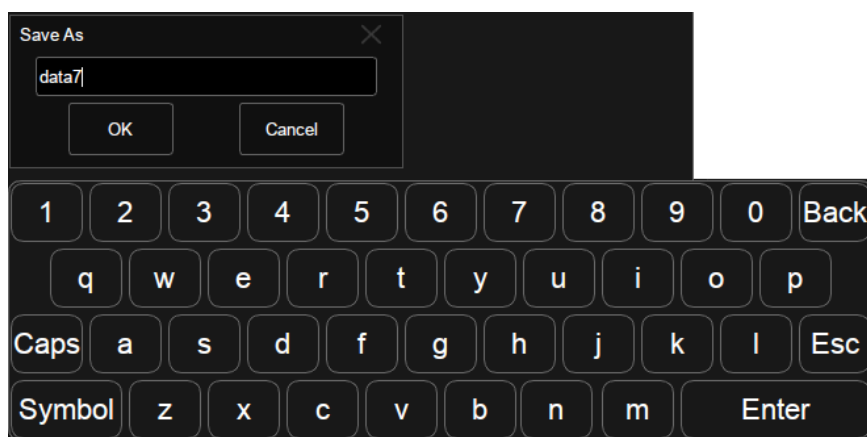 Save As
data7
OK Cancel
1 2 3 4 5 6 7 8 9 0 Back
q w e r t y u i o p
Caps a s d f g h j k l Esc
Symbol z x c v b n m Enter